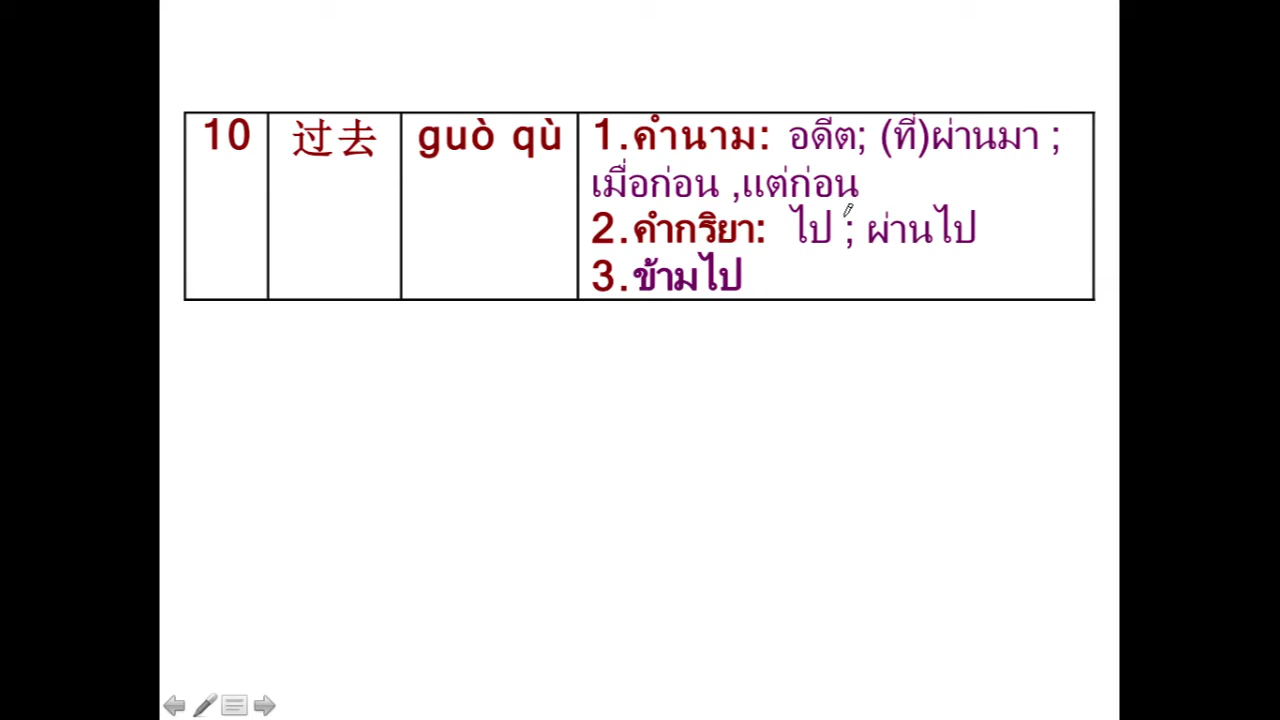 10 过去 guò qù 1.คำนาม: อดีต; (ที่)ผ่านมา ;
เมื่อก่อน ,แต่ก่อน
2.คำกริยา: ไป ; ผ่านไป
3.ข้ามไป